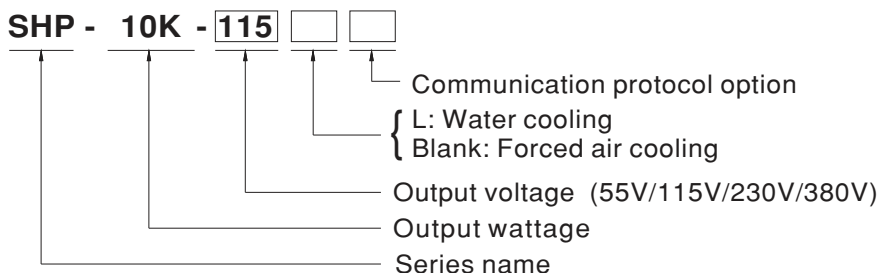 SHP - 10K - 115
Communication protocol option
L: Water cooling
Blank: Forced air cooling
Output voltage (55V/115V/230V/380V)
Output wattage
Series name